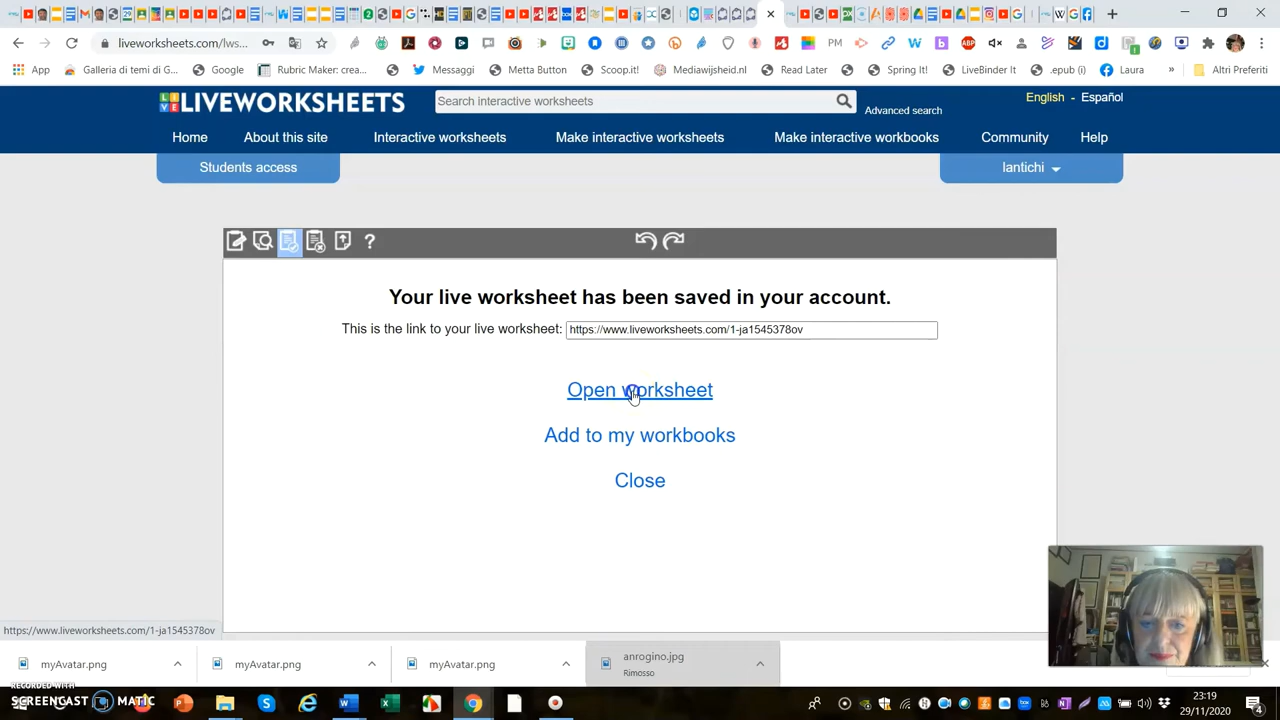 liveworksheets.com/lws...
App
Galleria di temi di G...
Google
Rubric Maker: crea...
Messaggi
Metta Button
Scoop.it!
Mediawijsheid.nl
Read Later
Spring It!
LiveBinder It
.epub (i)
Laura
»
Altri Preferiti
LIVE LIVEWORKSHEETS
Search interactive worksheets
Advanced search
English - Español
Home
About this site
Interactive worksheets
Make interactive worksheets
Make interactive workbooks
Community
Help
Students access
lantichi
?
Your live worksheet has been saved in your account.
This is the link to your live worksheet: https://www.liveworksheets.com/1-ja1545378ov
Open worksheet
Add to my workbooks
Close
https://www.liveworksheets.com/1-ja1545378ov
myAvatar.png
myAvatar.png
myAvatar.png
anrogino.jpg
Rimosso
RECORDED WITH
SCREENCAST MATIC
23:19
29/11/2020
4